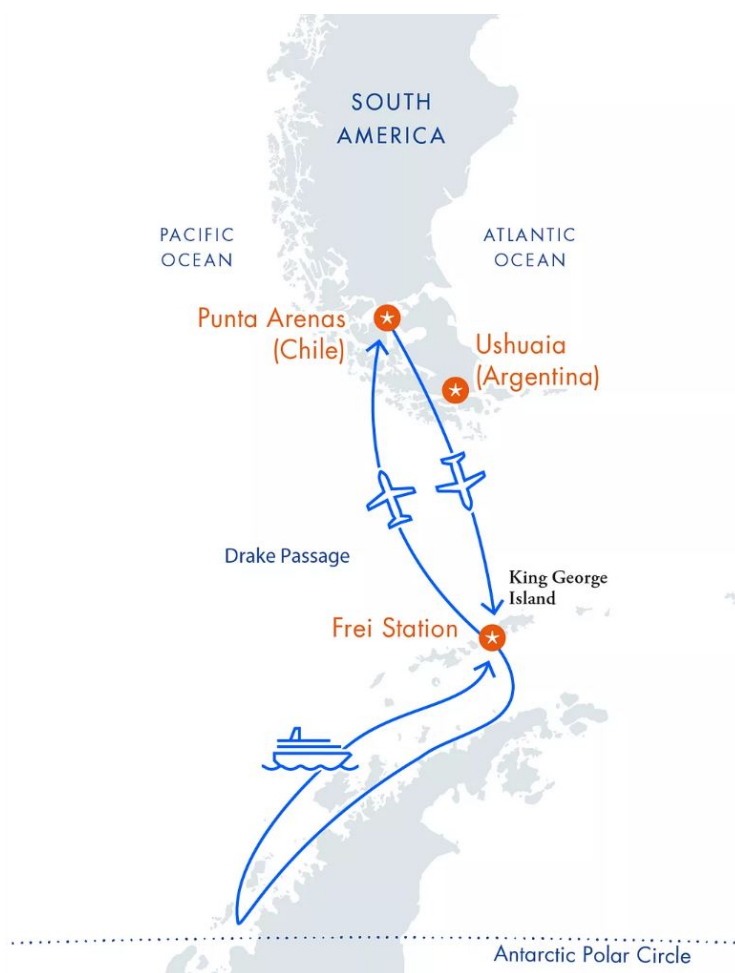 SOUTH
AMERICA
PACIFIC
OCEAN
ATLANTIC
OCEAN
Punta Arenas
(Chile)
Ushuaia
(Argentina)
Drake Passage
King George
Island
Frei Station
Antarctic Polar Circle